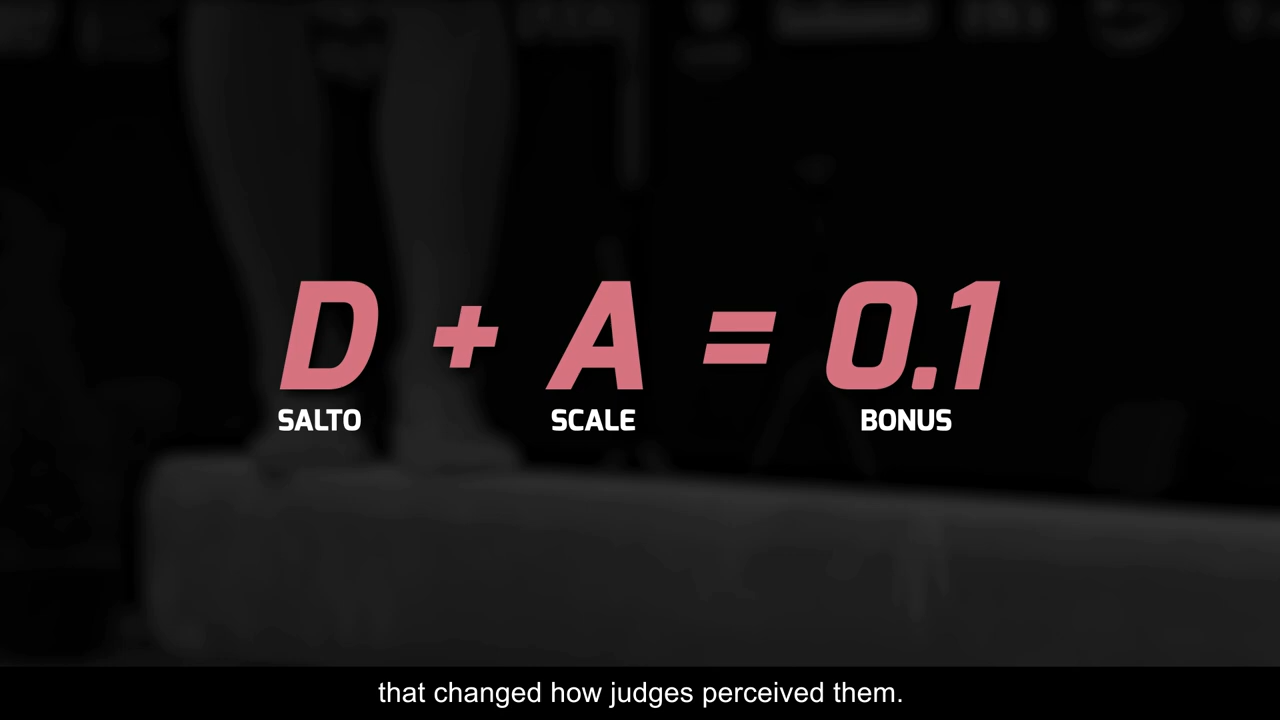 D + A = 0.1
SALTO SCALE BONUS
that changed how judges perceived them.